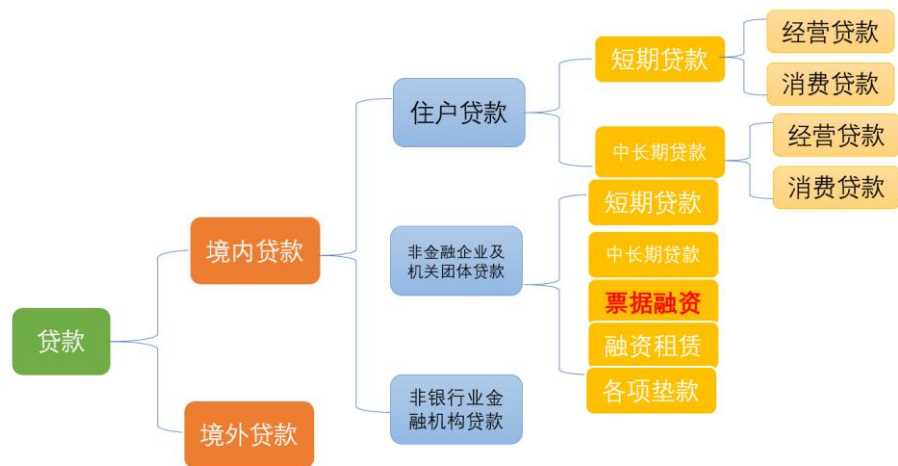 贷款
境内贷款
境外贷款
住户贷款
非金融企业及
机关团体贷款
非银行业金
融机构贷款
短期贷款
中长期贷款
短期贷款
中长期贷款
票据融资
融资租赁
各项垫款
经营贷款
消费贷款
经营贷款
消费贷款